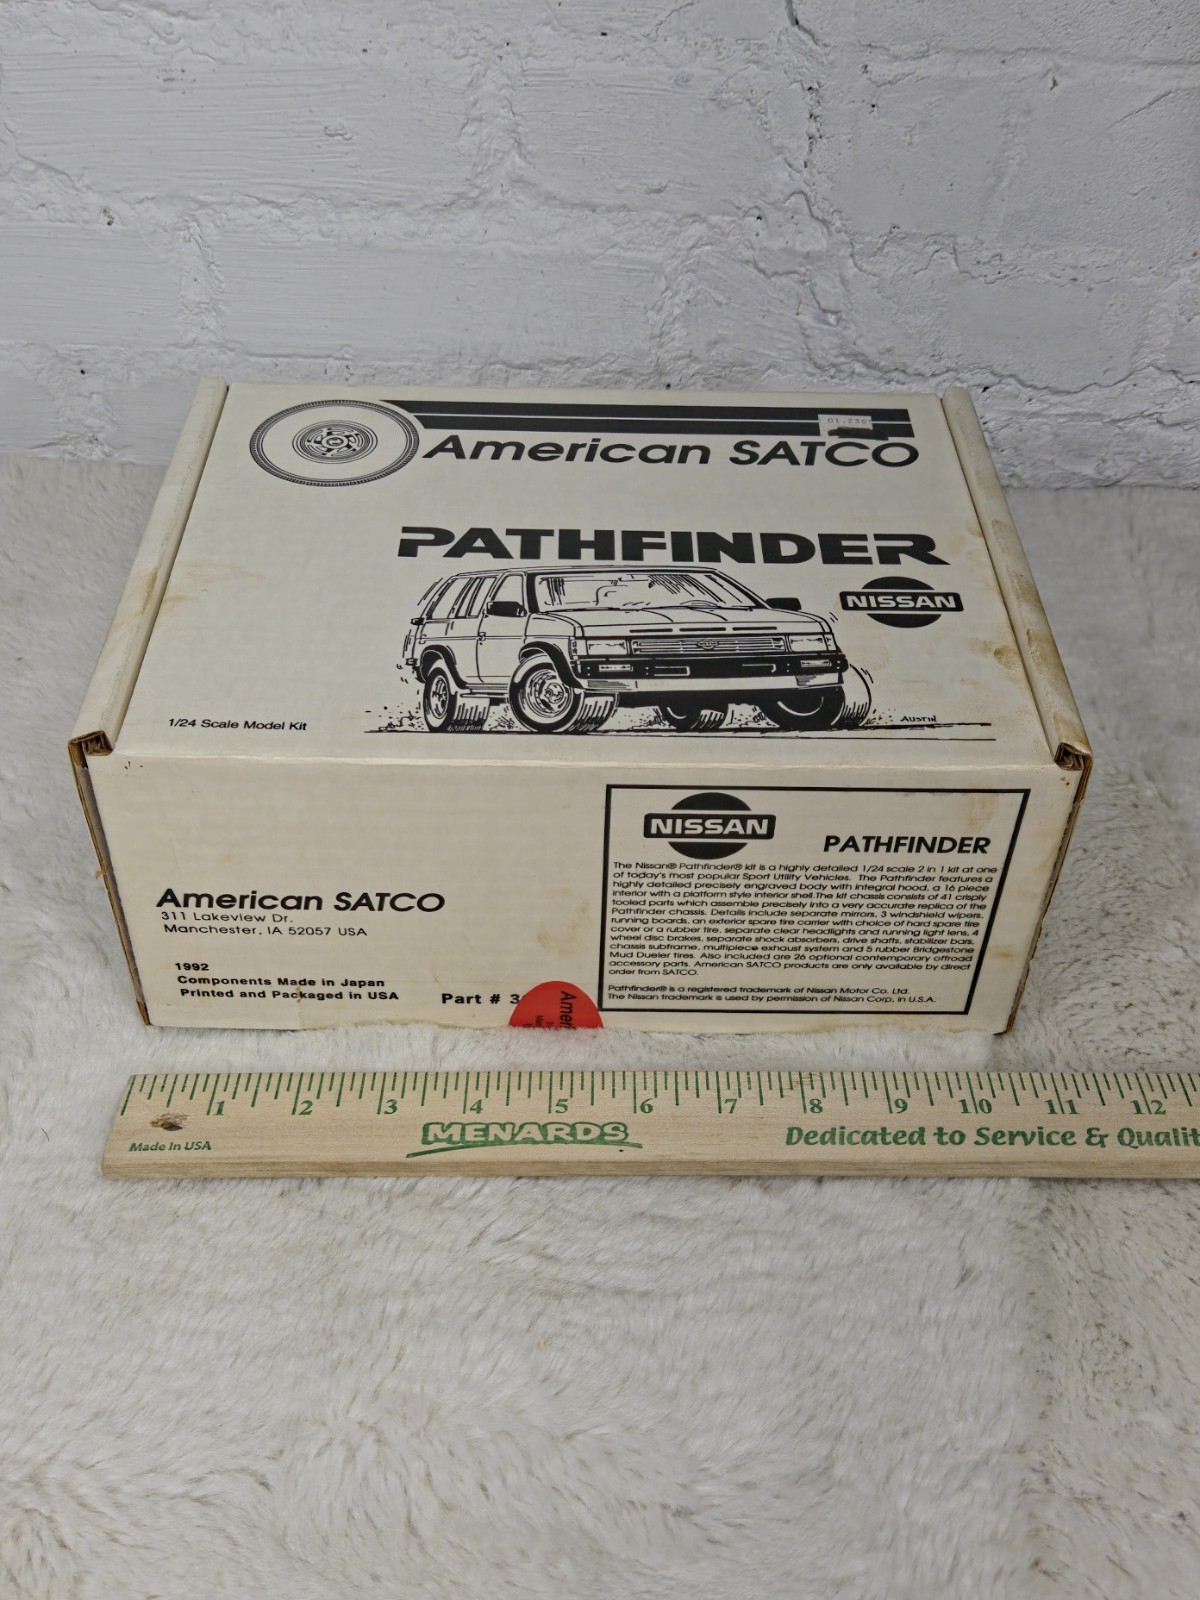 01.236
American SATCO
PATHFINDER
NISSAN
AUSTIN
1/24 Scale Model Kit
NISSAN
PATHFINDER
The Nissan® Pathfinder® kit is a highly detailed 1/24 scale 2 in 1 kit at one
of today's most popular Sport Utility Vehicles. The Pathfinder features a
highly detailed precisely engraved body with integral hood, a 16 piece
interior with a platform style interior shell.The kit chassis consists of 41 crisply
tooled parts which assemble precisely into a very accurate replica of the
Pathfinder chassis. Details include separate mirrors, 3 windshield wipers,
running boards, an exterior spare tire carrier with choice of hard spare tire
cover or a rubber tire, separate clear headlights and running light lens, 4
wheel disc brakes, separate shock absorbers, drive shafts, stabilizer bars,
chassis subframe, multipiece exhaust system and 5 rubber Bridgestone
Mud Dueler tires. Also included are 26 optional contemporary offroad
accessory parts. American SATCO products are only available by direct
order from SATCO.
Pathfinder® is a registered trademark of Nissan Motor Co. Ltd.
The Nissan trademark is used by permission of Nissan Corp. in U.S.A.
American SATCO
311 Lakeview Dr.
Manchester, IA 52057 USA
1992
Components Made in Japan
Printed and Packaged in USA
Part # 3
Ameri
1 2 3 4 5 6 7 8 9 10 11 12
Made In USA
MENARDS
Dedicated to Service & Qualit